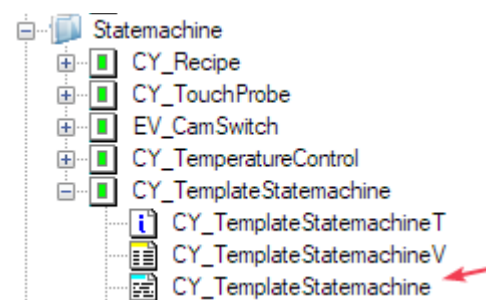 Statemachine
CY_Recipe
CY_TouchProbe
EV_CamSwitch
CY_TemperatureControl
CY_TemplateStatemachine
CY_TemplateStatemachineT
CY_TemplateStatemachineV
CY_TemplateStatemachine